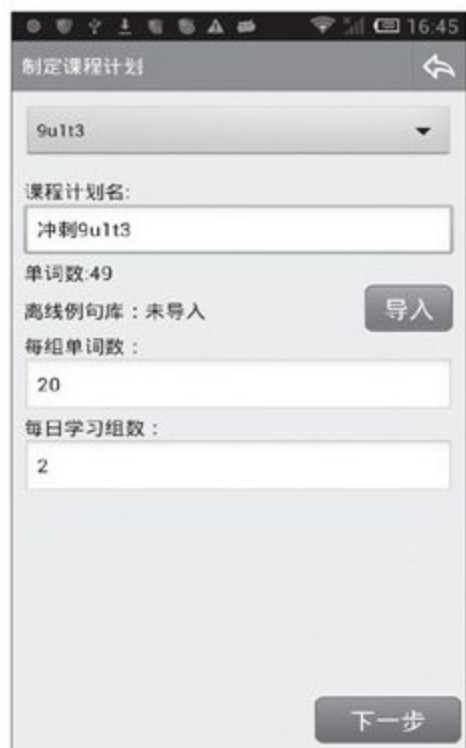 16:45
制定课程计划
9u1t3
课程计划名:
冲刺9u1t3
单词数:49
离线例句库：未导入
导入
每组单词数：
20
每日学习组数：
2
下一步